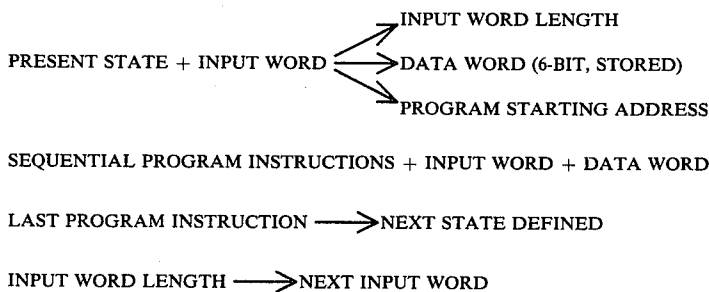 INPUT WORD LENGTH
PRESENT STATE + INPUT WORD
DATA WORD (6-BIT, STORED)
PROGRAM STARTING ADDRESS
SEQUENTIAL PROGRAM INSTRUCTIONS + INPUT WORD + DATA WORD
LAST PROGRAM INSTRUCTION
NEXT STATE DEFINED
INPUT WORD LENGTH
NEXT INPUT WORD